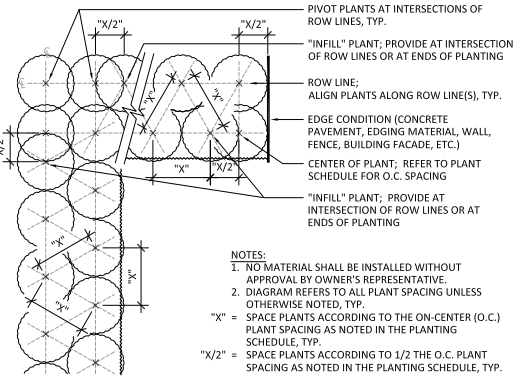 PIVOT PLANTS AT INTERSECTIONS OF
ROW LINES, TYP.
"X/2"
"X/2"
"INFILL" PLANT; PROVIDE AT INTERSECTION
OF ROW LINES OR AT ENDS OF PLANTING
ROW LINE;
ALIGN PLANTS ALONG ROW LINE(S), TYP.
"X"
"X"
EDGE CONDITION (CONCRETE
PAVEMENT, EDGING MATERIAL, WALL,
FENCE, BUILDING FACADE, ETC.)
X/2"
CENTER OF PLANT; REFER TO PLANT
SCHEDULE FOR O.C. SPACING
"X"
"X/2"
"INFILL" PLANT; PROVIDE AT
INTERSECTION OF ROW LINES OR AT
ENDS OF PLANTING
"X"
"X"
"X"
NOTES:
1. NO MATERIAL SHALL BE INSTALLED WITHOUT
APPROVAL BY OWNER'S REPRESENTATIVE.
2. DIAGRAM REFERS TO ALL PLANT SPACING UNLESS
OTHERWISE NOTED, TYP.
"X" = SPACE PLANTS ACCORDING TO THE ON-CENTER (O.C.)
PLANT SPACING AS NOTED IN THE PLANTING
SCHEDULE, TYP.
"X/2" = SPACE PLANTS ACCORDING TO 1/2 THE O.C. PLANT
SPACING AS NOTED IN THE PLANTING SCHEDULE, TYP.